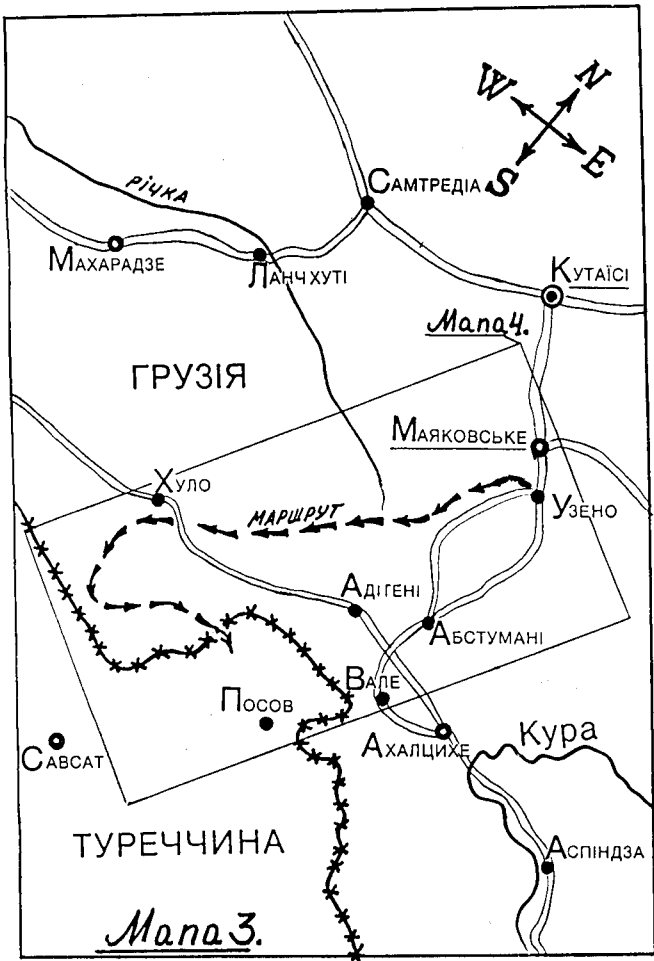 N
W
E
S
САМТРЕДІА
РІЧКА
МАХАРАДЗЕ
ЛАНЧХУТІ
КУТАЇСІ
Мапа 4.
ГРУЗІЯ
МАЯКОВСЬКЕ
ХУЛО
МАРШРУТ
УЗЕНО
АДІГЕНІ
АБСТУМАНІ
ВАЛЕ
ПОСОВ
АХАЛЦИХЕ
КУРА
САВСАТ
ТУРЕЧЧИНА
АСПІНДЗА
Мапа 3.